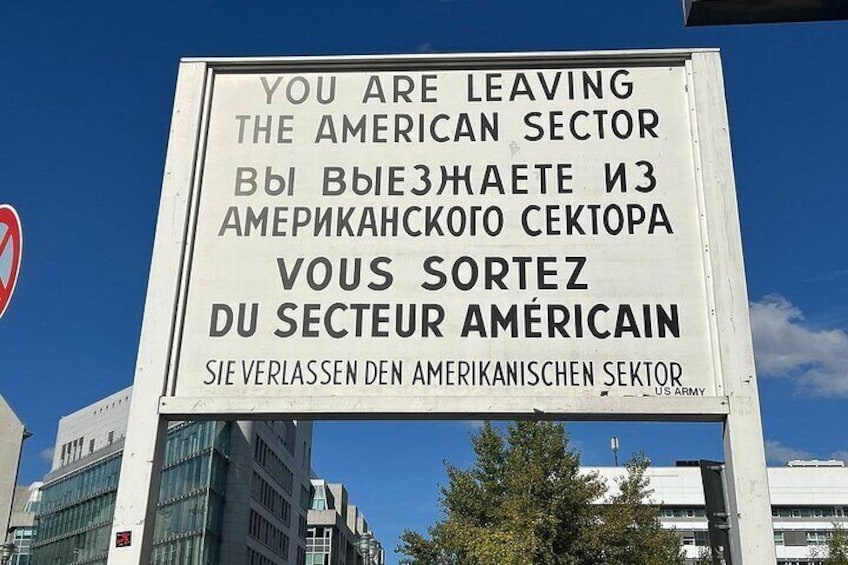 YOU ARE LEAVING
THE AMERICAN SECTOR
ВЫ ВЫЕЗЖАЕТЕ ИЗ
АМЕРИКАНСКОГО СЕКТОРА
VOUS SORTEZ
DU SECTEUR AMÉRICAIN
SIE VERLASSEN DEN AMERIKANISCHEN SEKTOR
US ARMY